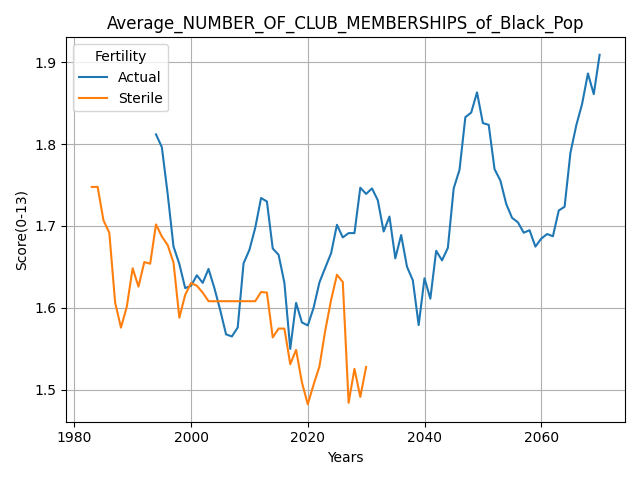 Average_NUMBER_OF_CLUB_MEMBERSHIPS_of_Black_Pop
Fertility
Actual
Sterile
Score(0-13)
1.9
1.8
1.7
1.6
1.5
1980 2000 2020 2040 2060
Years